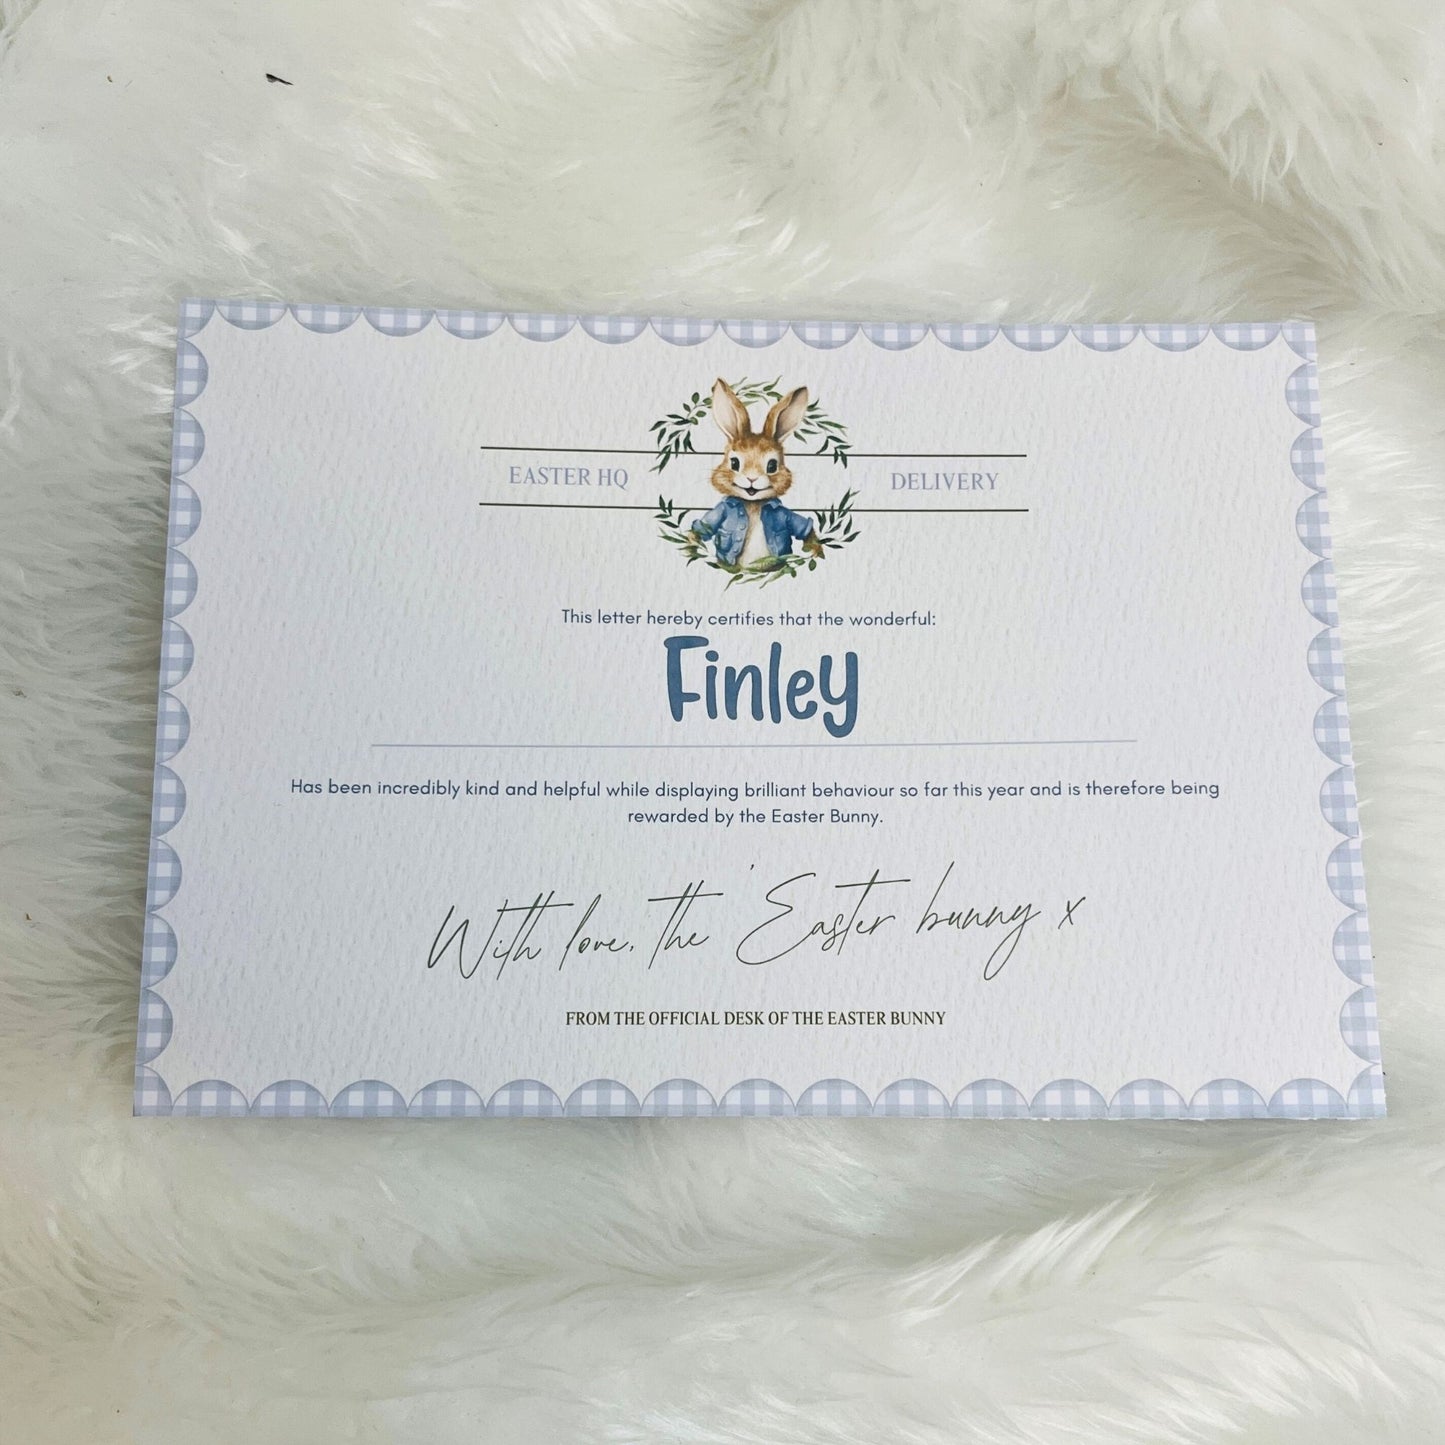 EASTER HQ DELIVERY
This letter hereby certifies that the wonderful:
Finley
Has been incredibly kind and helpful while displaying brilliant behaviour so far this year and is therefore being
rewarded by the Easter Bunny.
With love, the Easter bunny x
FROM THE OFFICIAL DESK OF THE EASTER BUNNY